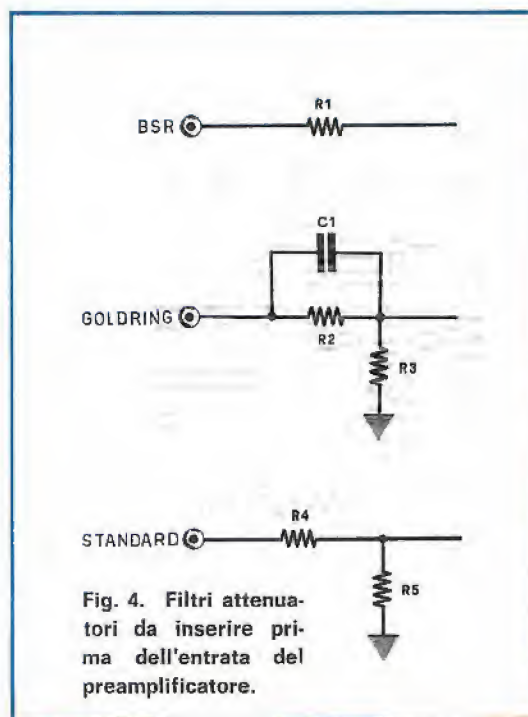 R1
BSR
C1
GOLDRING
R2
R3
R4
STANDARD
R5
Fig. 4. Filtri attenua-
tori da inserire pri-
ma dell'entrata del
preamplificatore.